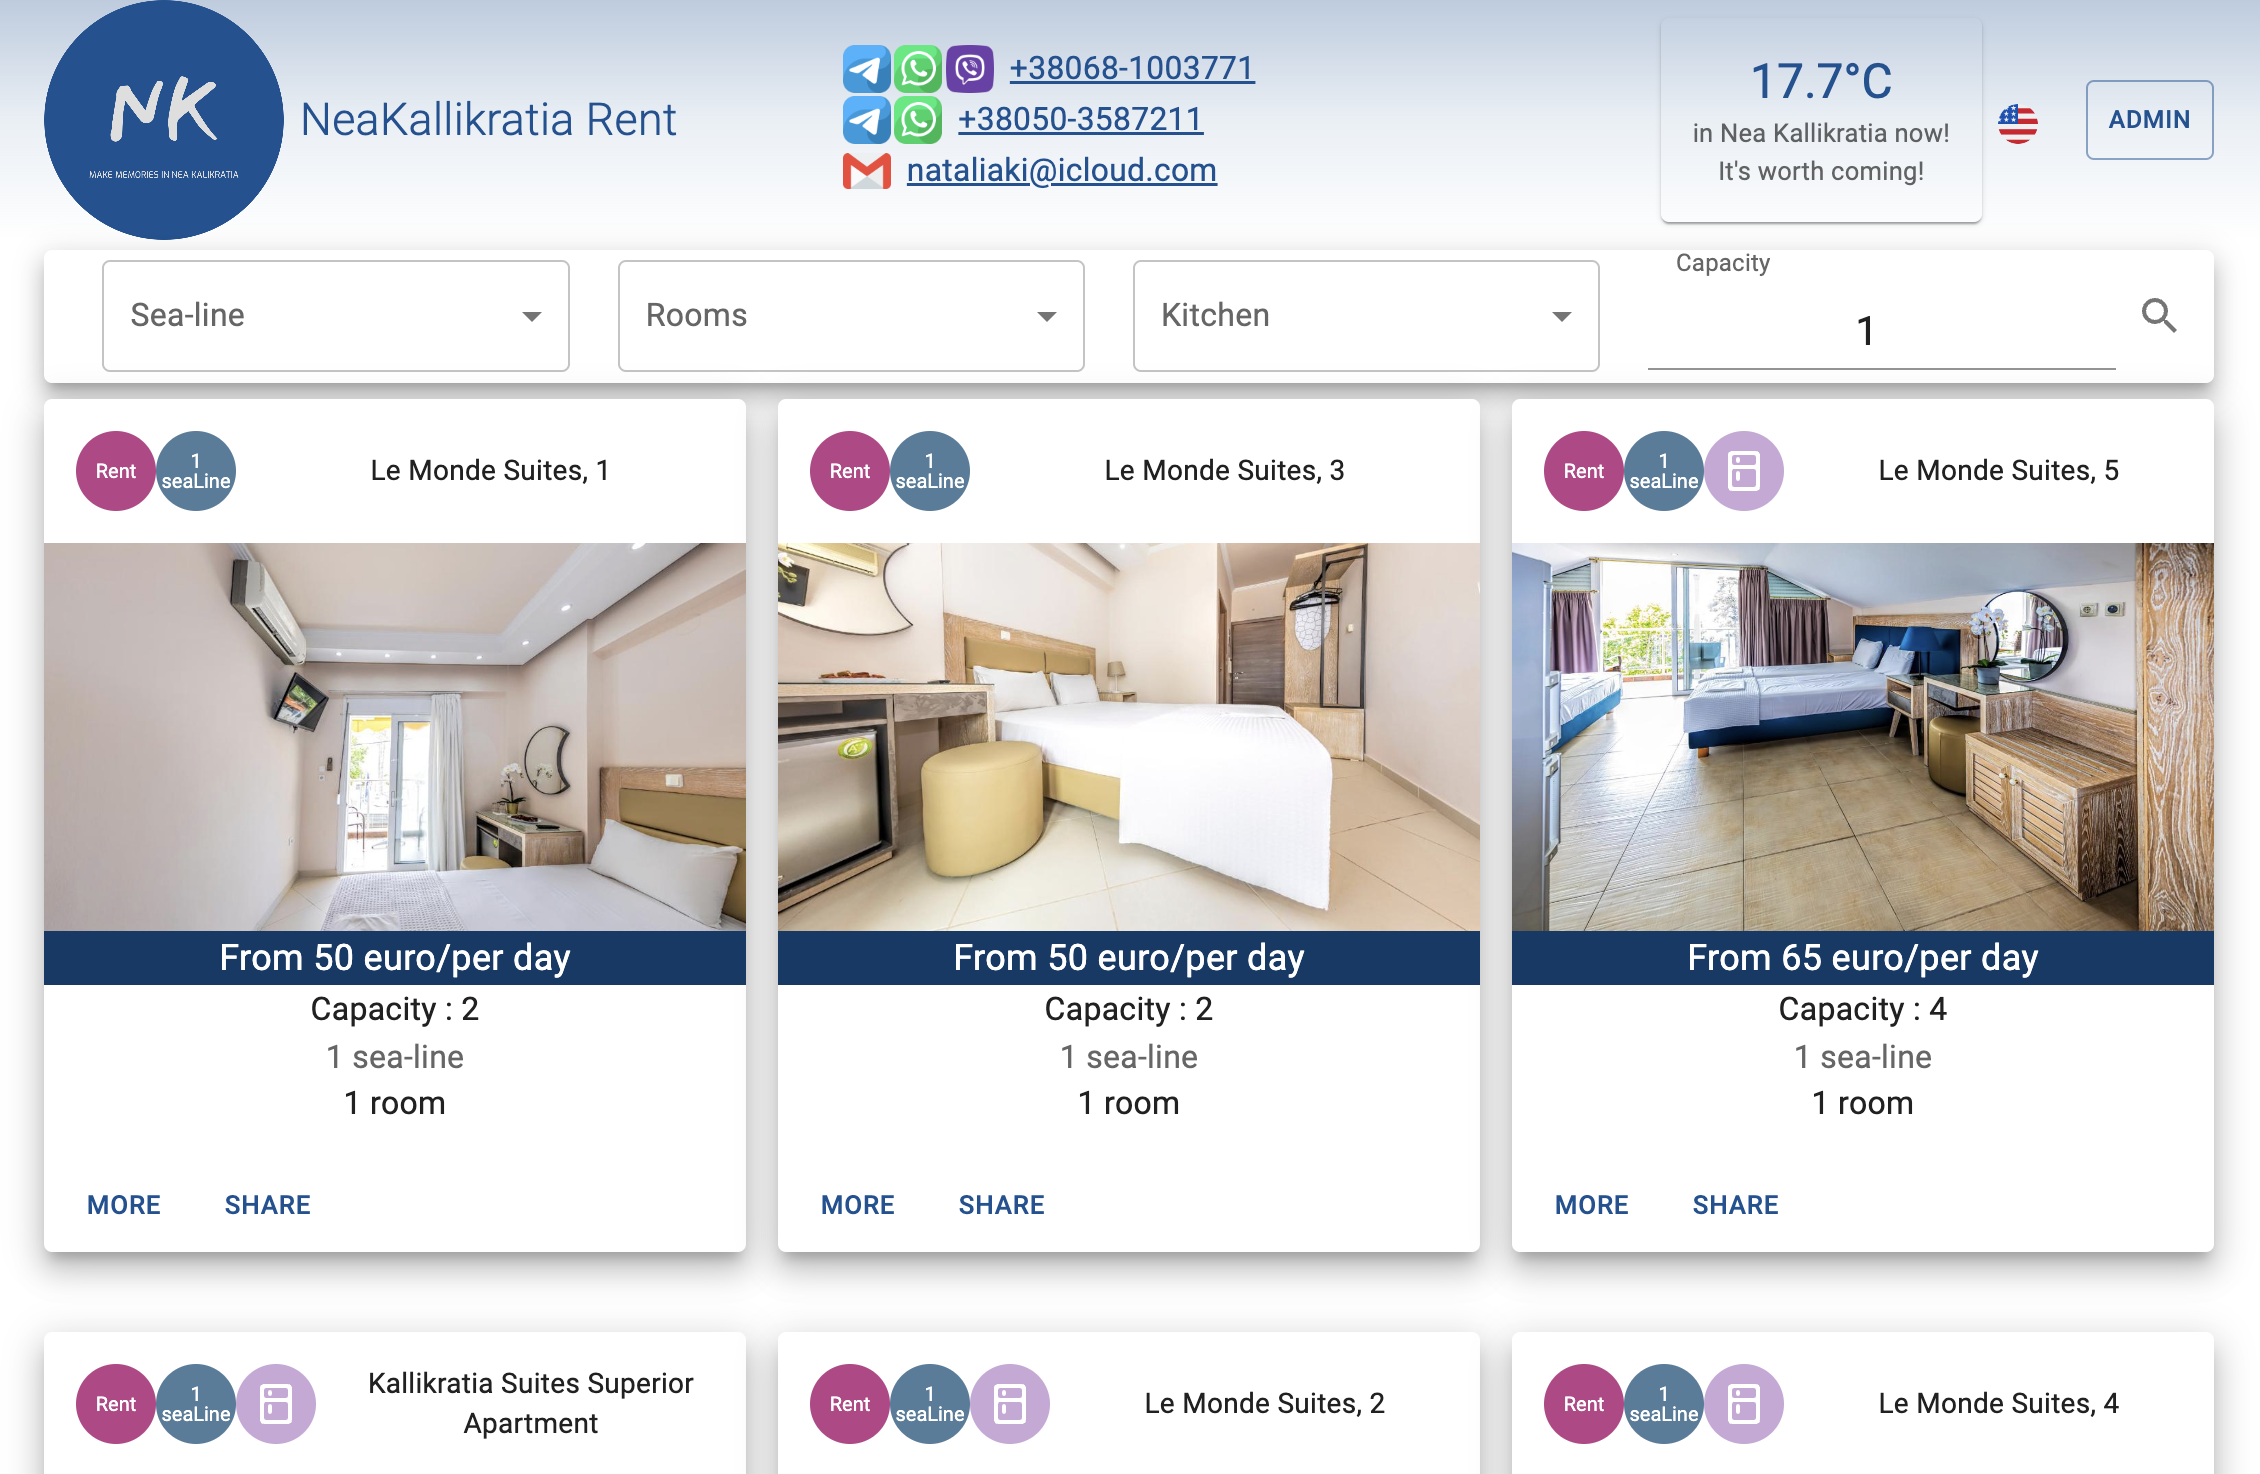 NK
MAKE MEMORIES IN NEA KALIKRATIA
NeaKallikratia Rent
+38068-1003771
+38050-3587211
nataliaki@icloud.com
17.7°C
in Nea Kallikratia now!
It's worth coming!
ADMIN
Sea-line
Rooms
Kitchen
Capacity
1
Rent
1
seaLine
Le Monde Suites, 1
From 50 euro/per day
Capacity : 2
1 sea-line
1 room
MORE SHARE
Rent
1
seaLine
Le Monde Suites, 3
From 50 euro/per day
Capacity : 2
1 sea-line
1 room
MORE SHARE
Rent
1
seaLine
Le Monde Suites, 5
From 65 euro/per day
Capacity : 4
1 sea-line
1 room
MORE SHARE
Rent
1
seaLine
Kallikratia Suites Superior
Apartment
Rent
1
seaLine
Le Monde Suites, 2
Rent
1
seaLine
Le Monde Suites, 4